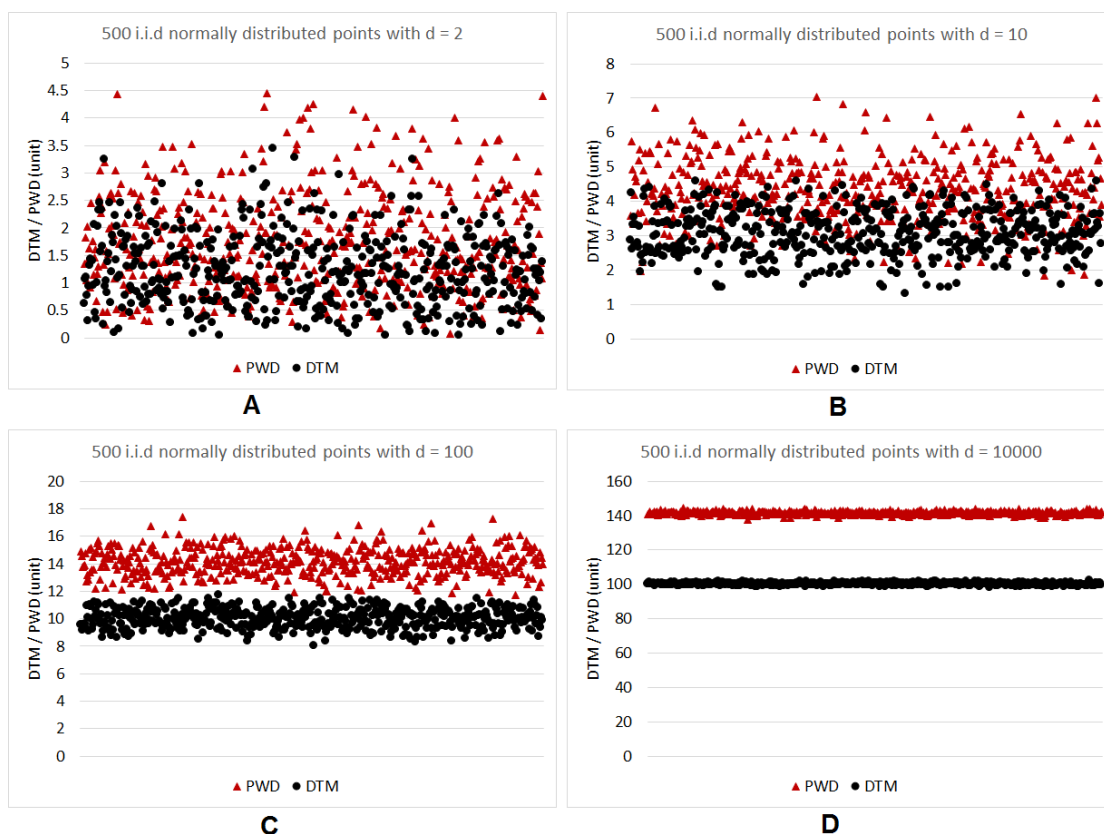 500 i.i.d normally distributed points with d = 2
DTM / PWD (unit)
5
4.5
4
3.5
3
2.5
2
1.5
1
0.5
0
PWD DTM
A
500 i.i.d normally distributed points with d = 10
DTM / PWD (unit)
8
7
6
5
4
3
2
1
0
PWD DTM
B
500 i.i.d normally distributed points with d = 100
DTM / PWD (unit)
20
18
16
14
12
10
8
6
4
2
0
PWD DTM
C
500 i.i.d normally distributed points with d = 10000
DTM / PWD (unit)
160
140
120
100
80
60
40
20
0
PWD DTM
D